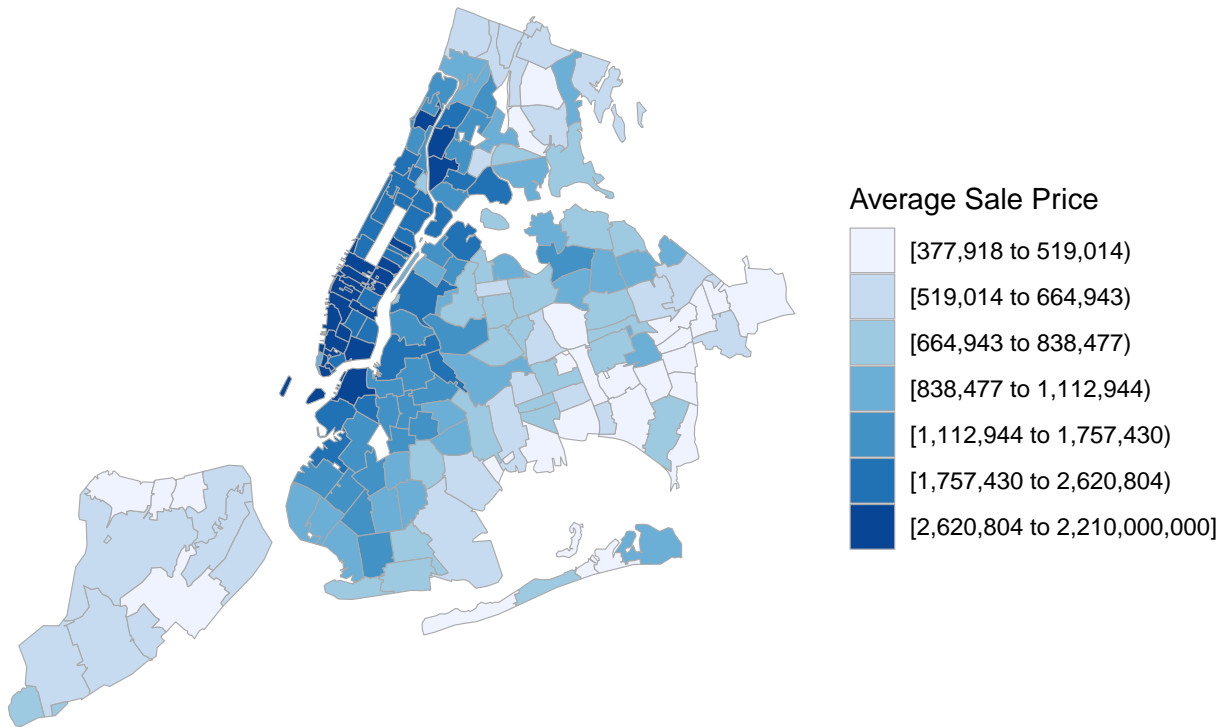 Average Sale Price
[377,918 to 519,014)
[519,014 to 664,943)
[664,943 to 838,477)
[838,477 to 1,112,944)
[1,112,944 to 1,757,430)
[1,757,430 to 2,620,804)
[2,620,804 to 2,210,000,000]